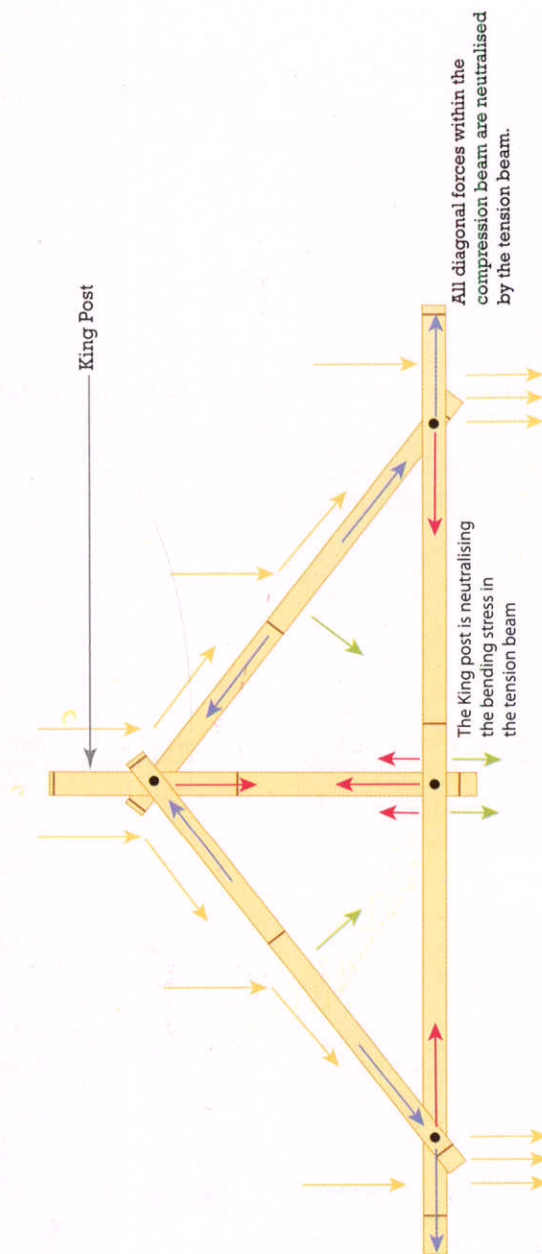 King Post
The King post is neutralising
the bending stress in
the tension beam
All diagonal forces within the
compression beam are neutralised
by the tension beam.